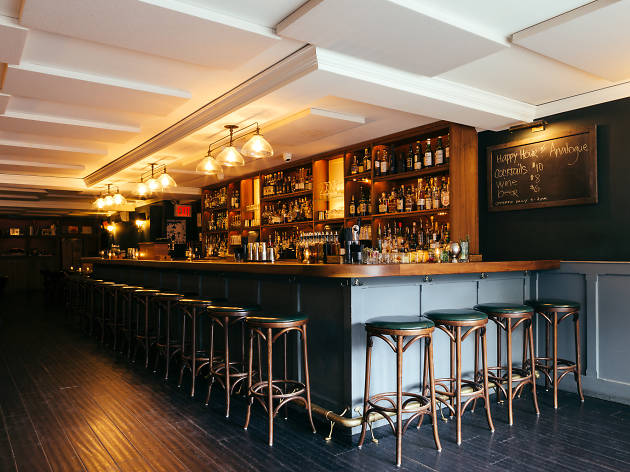 Happy Hour @ Analogue
Cocktails $10
Wine $8
Beer $6